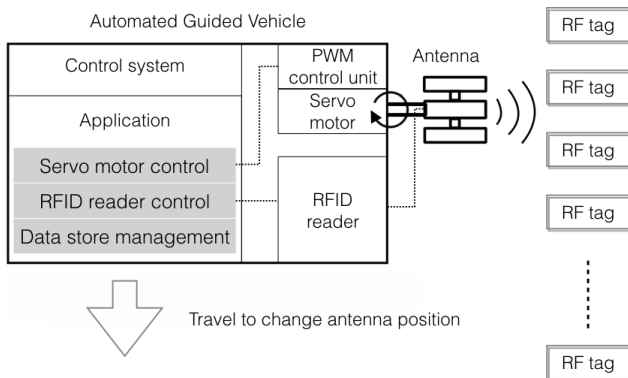 Automated Guided Vehicle
Control system
Application
Servo motor control
RFID reader control
Data store management
PWM
control unit
Servo
motor
RFID
reader
Antenna
RF tag
RF tag
RF tag
RF tag
RF tag
Travel to change antenna position